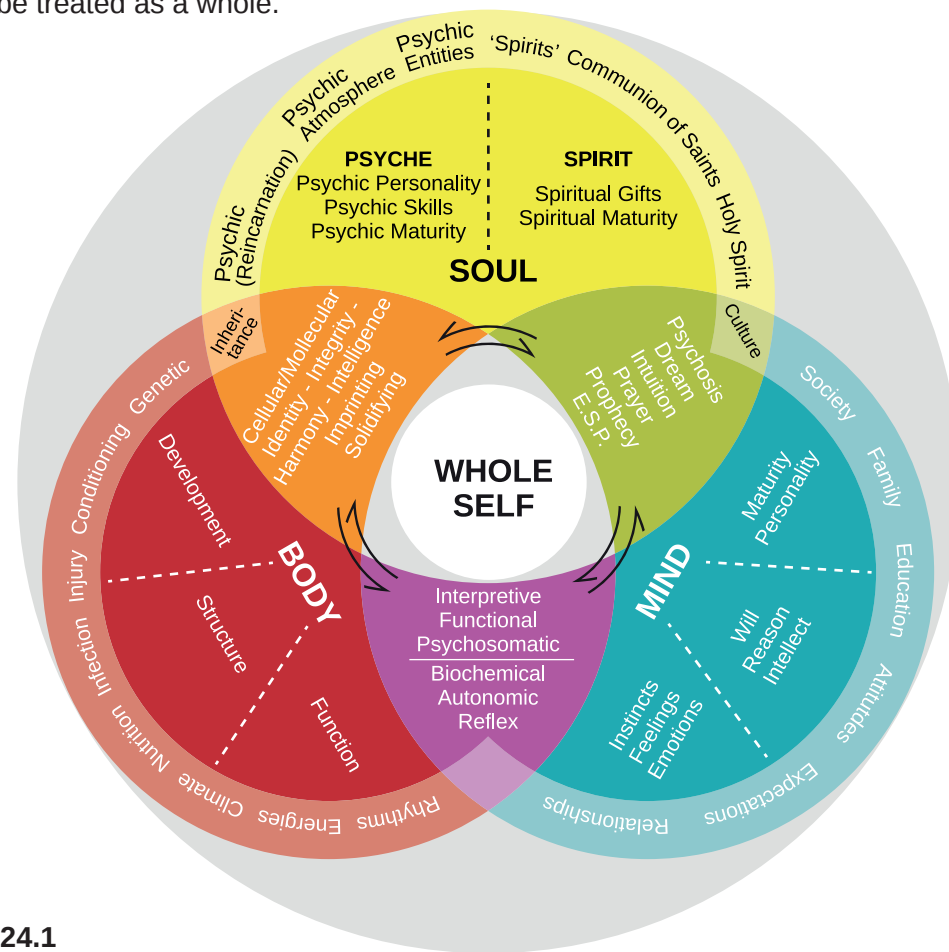 be treated as a whole.
Psychic
(Reincarnation)
Psychic
Atmosphere
Psychic
Entities
‘Spirits’
Communion of Saints
Holy Spirit
PSYCHE
Psychic Personality
Psychic Skills
Psychic Maturity
SPIRIT
Spiritual Gifts
Spiritual Maturity
SOUL
Inheri-
tance
Cellular/Mollecular
Identity - Integrity -
Harmony - Intelligence
Imprinting
Solidifying
Psychosis
Dream
Intuition
Prayer
Prophecy
E.S.P.
Culture
WHOLE
SELF
Genetic
Conditioning
Injury
Infection
Nutrition
Climate
Energies
Rhythms
Development
Structure
Function
BODY
Interpretive
Functional
Psychosomatic
Biochemical
Autonomic
Reflex
MIND
Maturity
Personality
Will
Reason
Intellect
Instincts
Feelings
Emotions
Society
Family
Education
Attitutdes
Expectations
Relationships
24.1